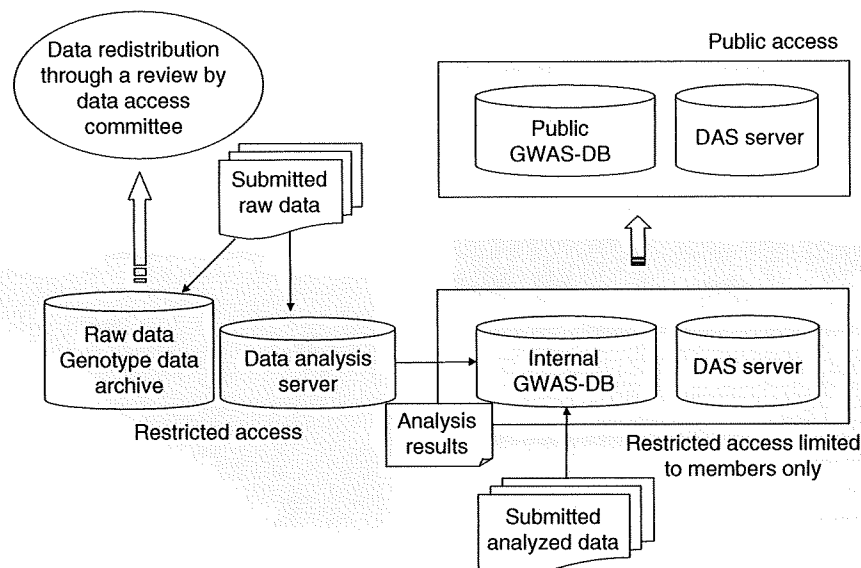 Data redistribution
through a review by
data access
committee
Public access
Public
GWAS-DB
DAS server
Submitted
raw data
Raw data
Genotype data
archive
Data analysis
server
Internal
GWAS-DB
DAS server
Restricted access
Analysis
results
Restricted access limited
to members only
Submitted
analyzed data